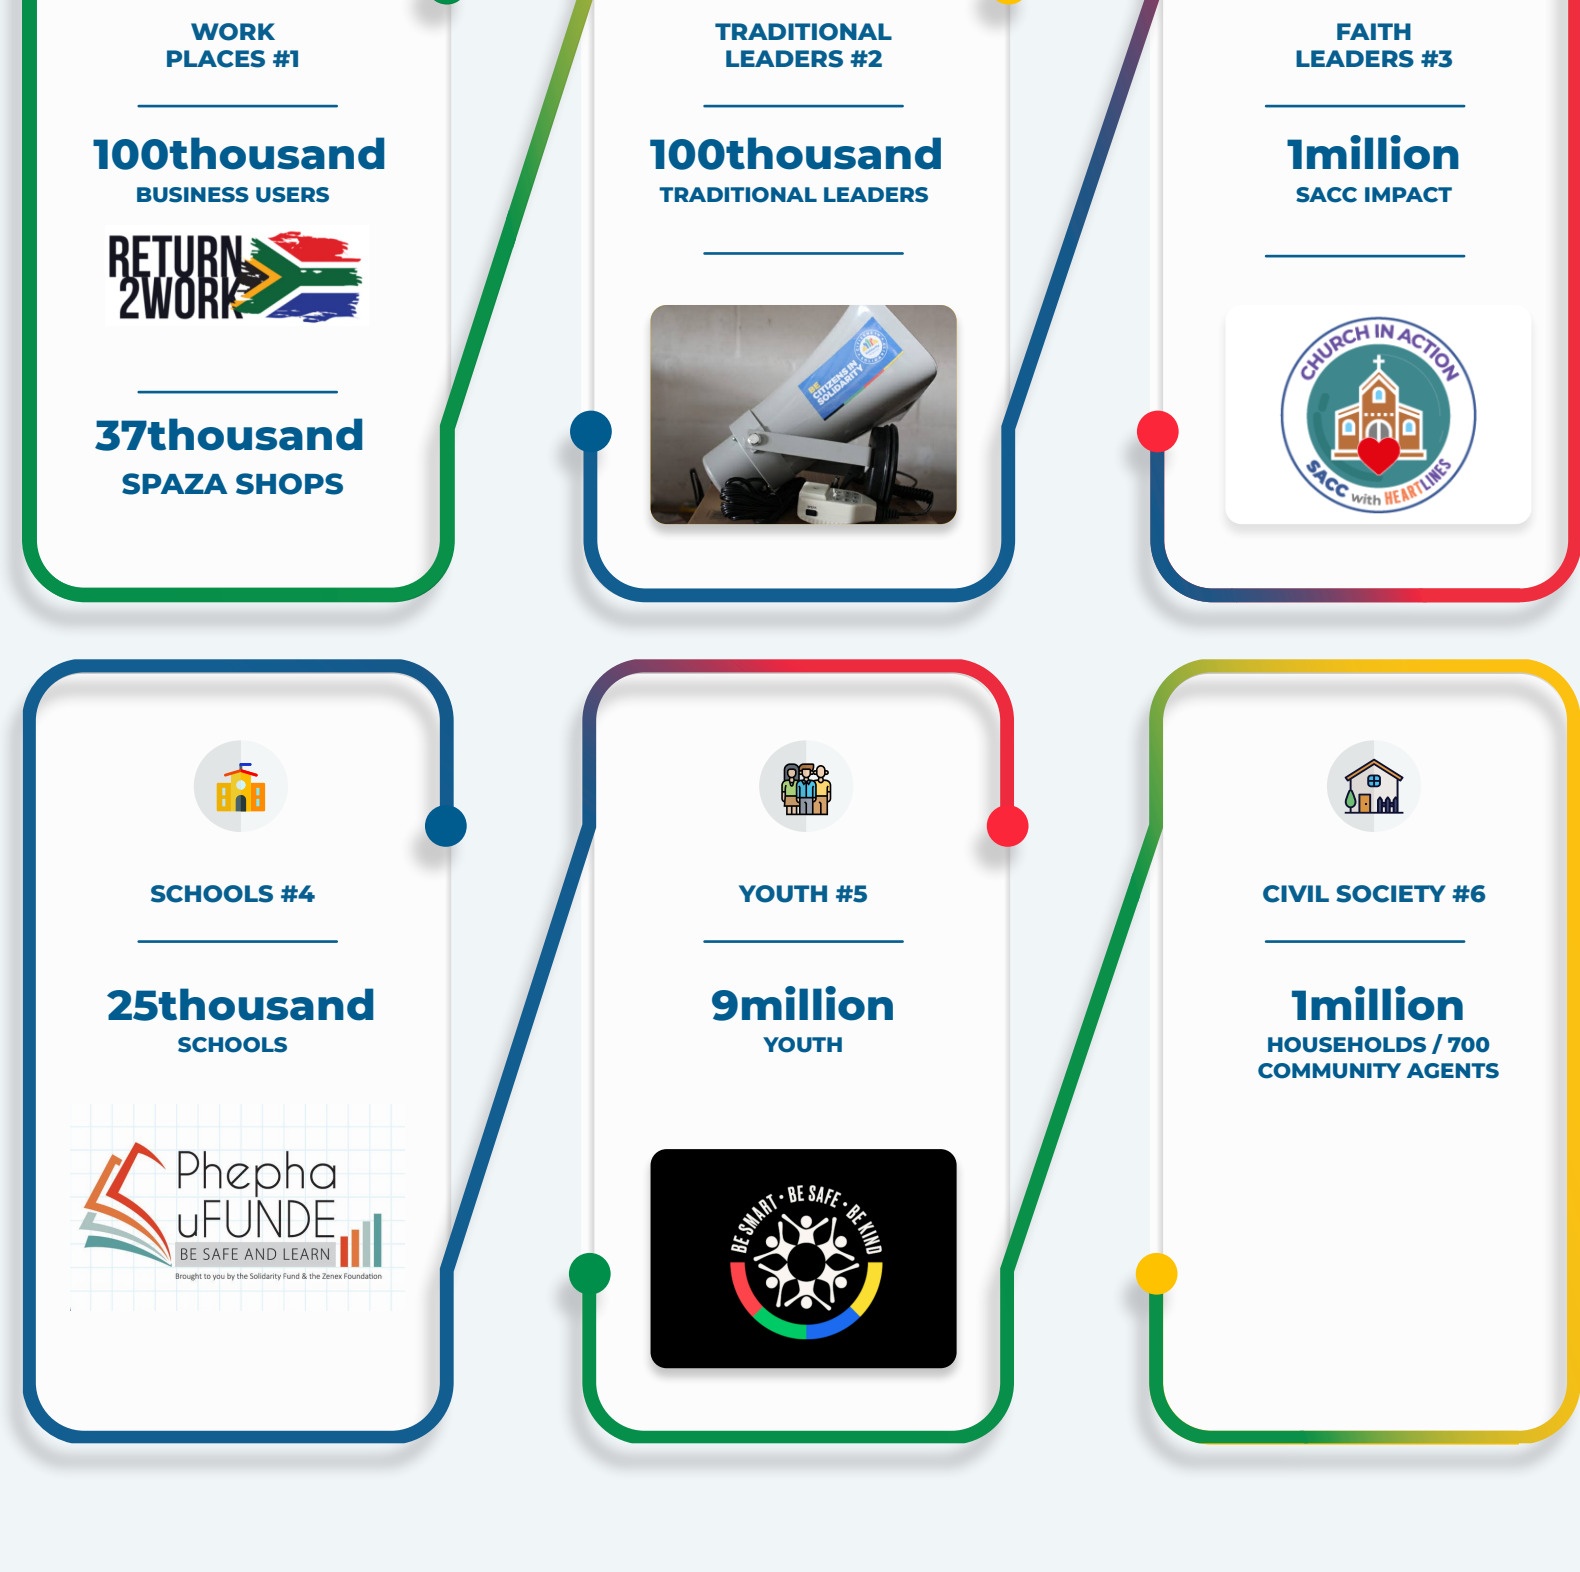 WORK
PLACES #1
100thousand
BUSINESS USERS
RETURN
2WORK
37thousand
SPAZA SHOPS
TRADITIONAL
LEADERS #2
100thousand
TRADITIONAL LEADERS
BE
CITIZENS IN
SOLIDARITY
FAITH
LEADERS #3
1million
SACC IMPACT
CHURCH IN ACTION
SACC with HEARTLINES
SCHOOLS #4
25thousand
SCHOOLS
Phepha
uFUNDE
BE SAFE AND LEARN
Brought to you by the Solidarity Fund & the Zenex Foundation
YOUTH #5
9million
YOUTH
BE SMART · BE SAFE · BE KIND
CIVIL SOCIETY #6
1million
HOUSEHOLDS / 700
COMMUNITY AGENTS